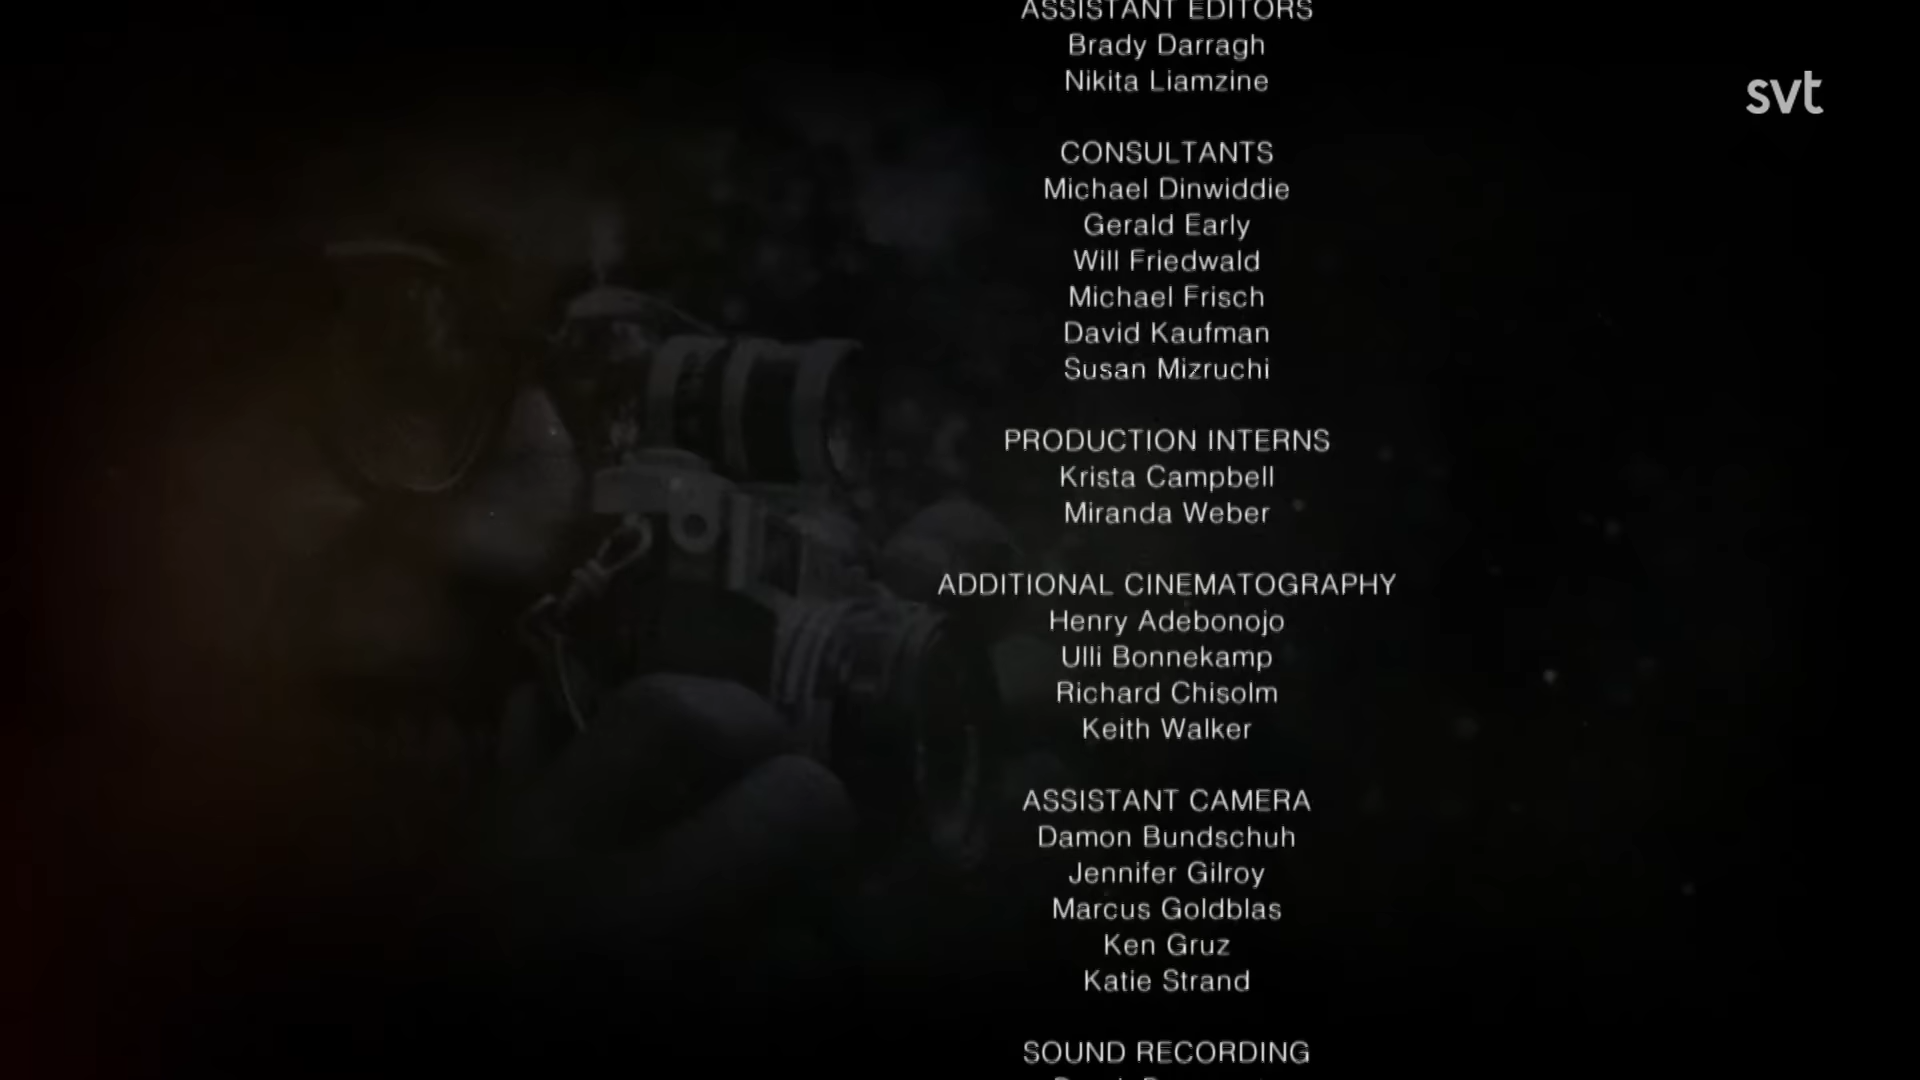 ASSISTANT EDITORS
Brady Darragh
Nikita Liamzine
svt
CONSULTANTS
Michael Dinwiddie
Gerald Early
Will Friedwald
Michael Frisch
David Kaufman
Susan Mizruchi
PRODUCTION INTERNS
Krista Campbell
Miranda Weber
ADDITIONAL CINEMATOGRAPHY
Henry Adebonojo
Ulli Bonnekamp
Richard Chisolm
Keith Walker
ASSISTANT CAMERA
Damon Bundschuh
Jennifer Gilroy
Marcus Goldblas
Ken Gruz
Katie Strand
SOUND RECORDING